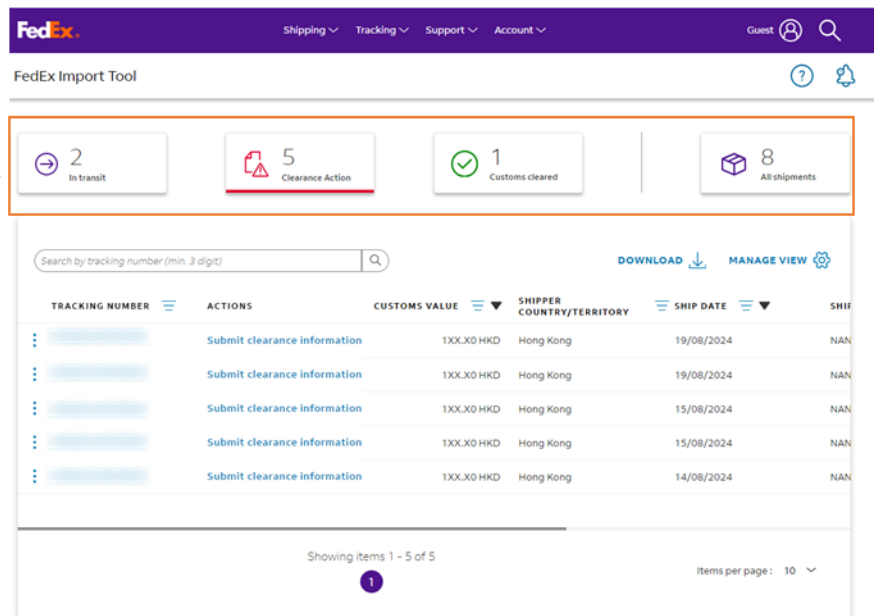 FedEx.
Shipping Tracking Support Account
Guest
FedEx Import Tool
?
2
In transit
5
Clearance Action
1
Customs cleared
8
All shipments
Search by tracking number (min. 3 digit)
DOWNLOAD MANAGE VIEW
TRACKING NUMBER ACTIONS CUSTOMS VALUE SHIPPER COUNTRY/TERRITORY SHIP DATE SHIP
Submit clearance information 1XX.X0 HKD Hong Kong 19/08/2024 NAN
Submit clearance information 1XX.X0 HKD Hong Kong 19/08/2024 NAN
Submit clearance information 1XX.X0 HKD Hong Kong 15/08/2024 NAN
Submit clearance information 1XX.X0 HKD Hong Kong 15/08/2024 NAN
Submit clearance information 1XX.X0 HKD Hong Kong 14/08/2024 NAN
Showing items 1 - 5 of 5
1
Items per page : 10